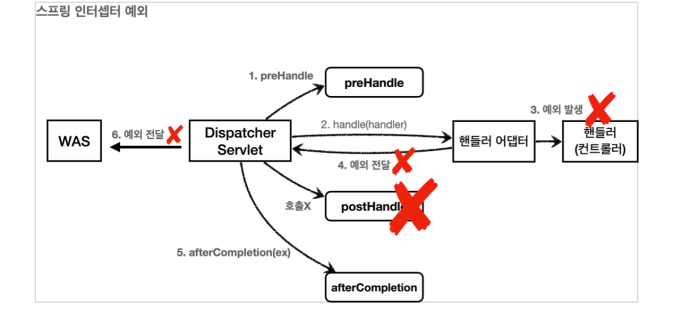 스프링 인터셉터 예외
1. preHandle
preHandle
3. 예외 발생
WAS
6. 예외 전달
Dispatcher
Servlet
2. handle(handler)
4. 예외 전달
핸들러 어댑터
핸들러
(컨트롤러)
호출X
postHandle
5. afterCompletion(ex)
afterCompletion